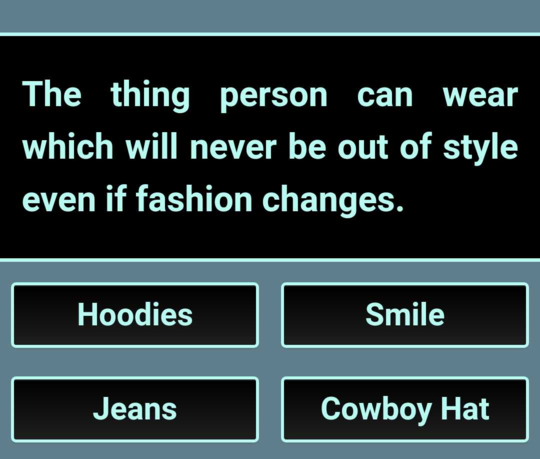 The thing person can wear
which will never be out of style
even if fashion changes.
Hoodies
Smile
Jeans
Cowboy Hat